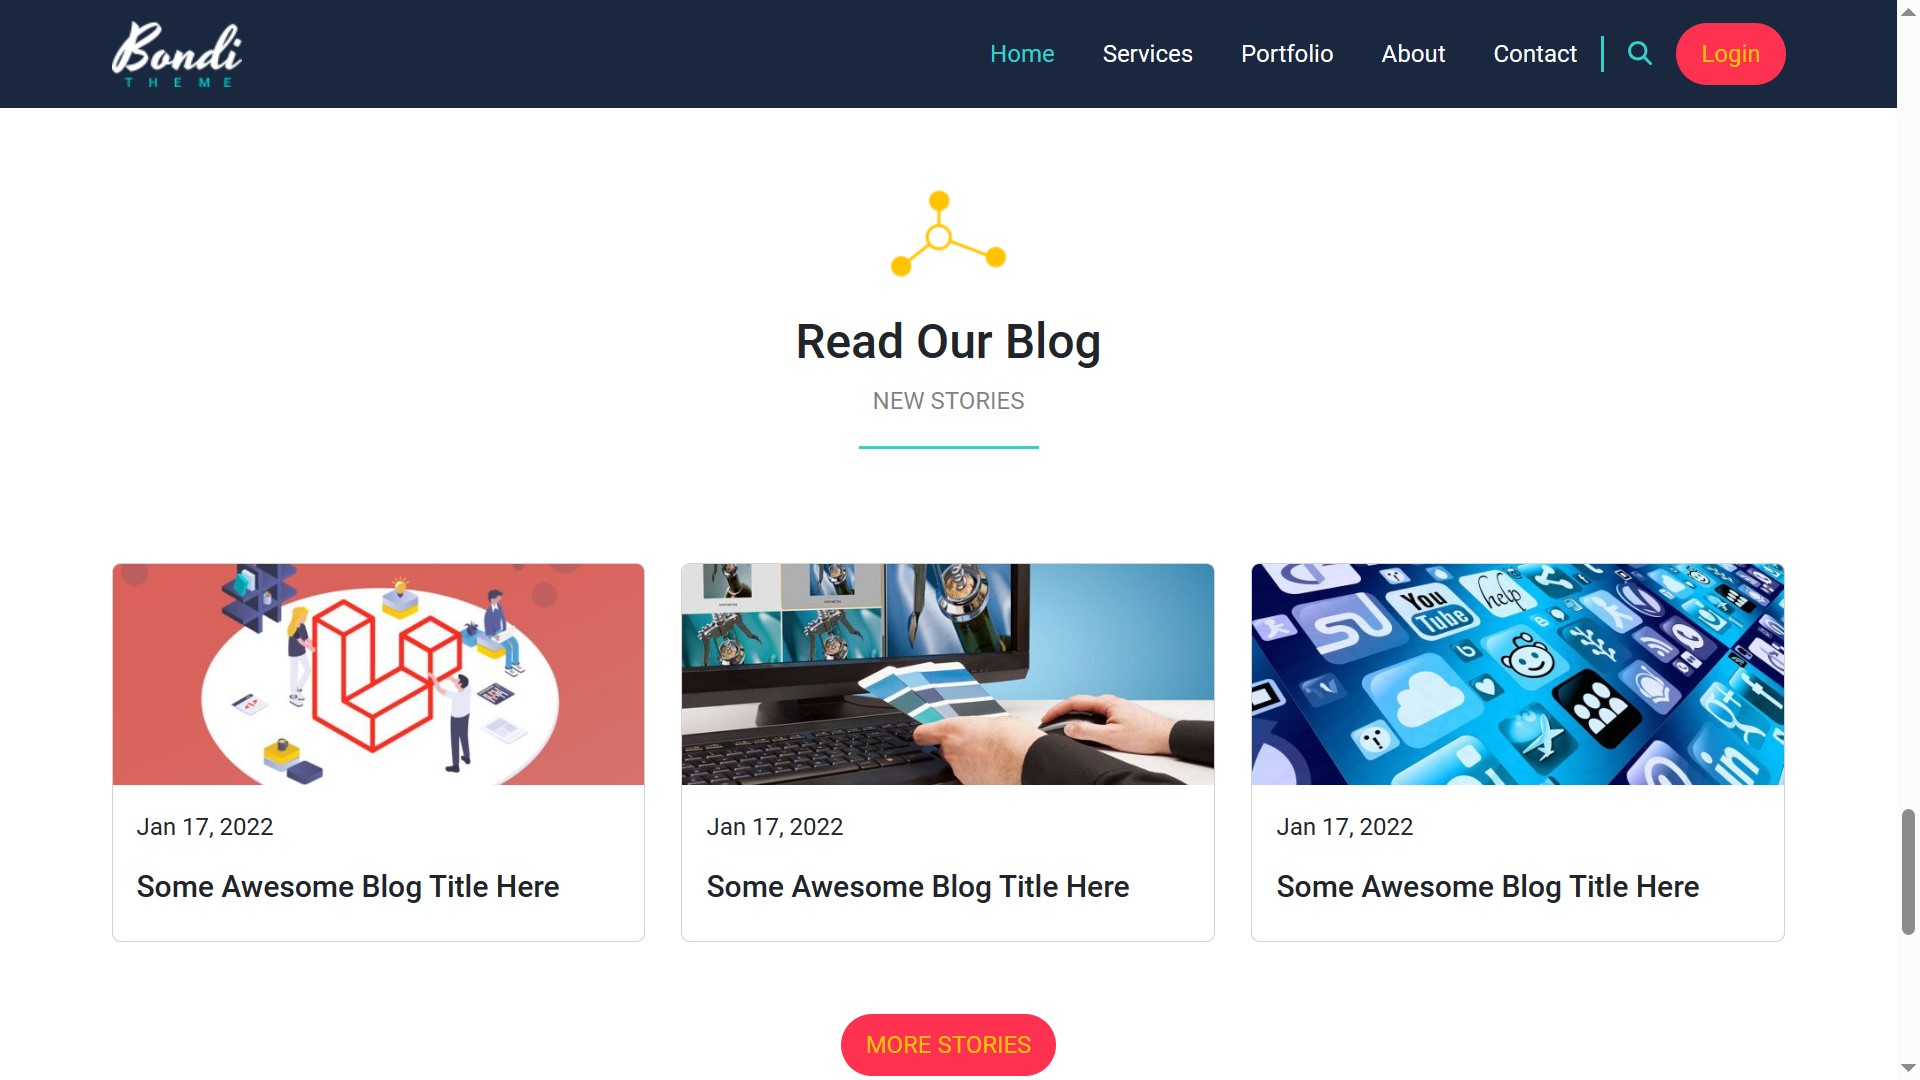 Bondi
THEME
Home Services Portfolio About Contact Login
Read Our Blog
NEW STORIES
You
Tube
help
in
Jan 17, 2022
Some Awesome Blog Title Here
Jan 17, 2022
Some Awesome Blog Title Here
Jan 17, 2022
Some Awesome Blog Title Here
MORE STORIES